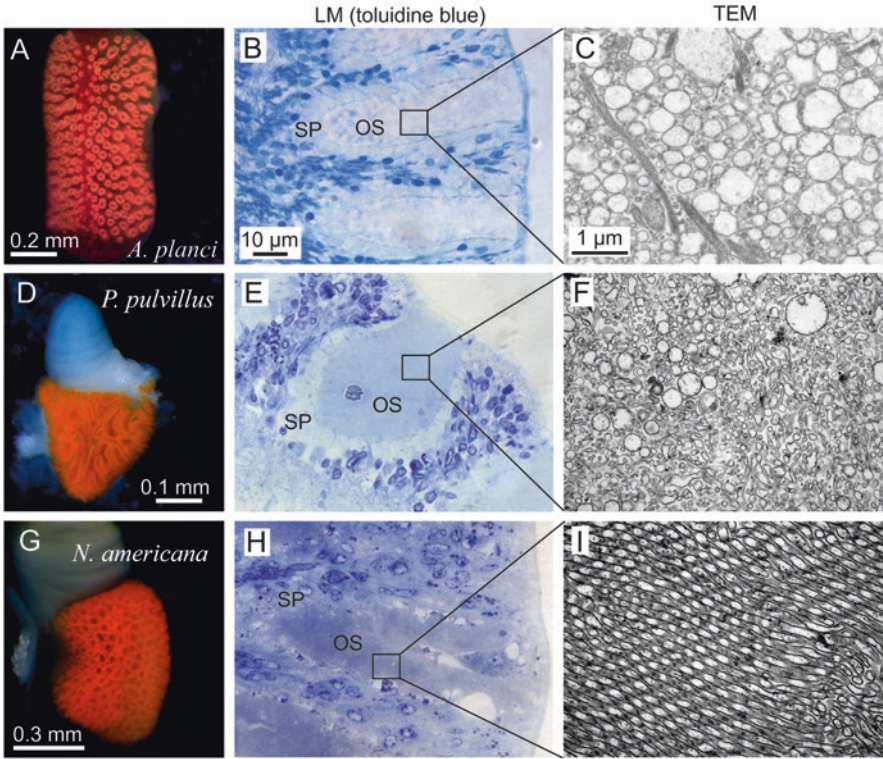 LM (toluidine blue)
TEM
A
0.2 mm
A. planci
B
SP
OS
10 µm
C
1 µm
D
P. pulvillus
0.1 mm
E
SP
OS
F
G
N. americana
0.3 mm
H
SP
OS
I